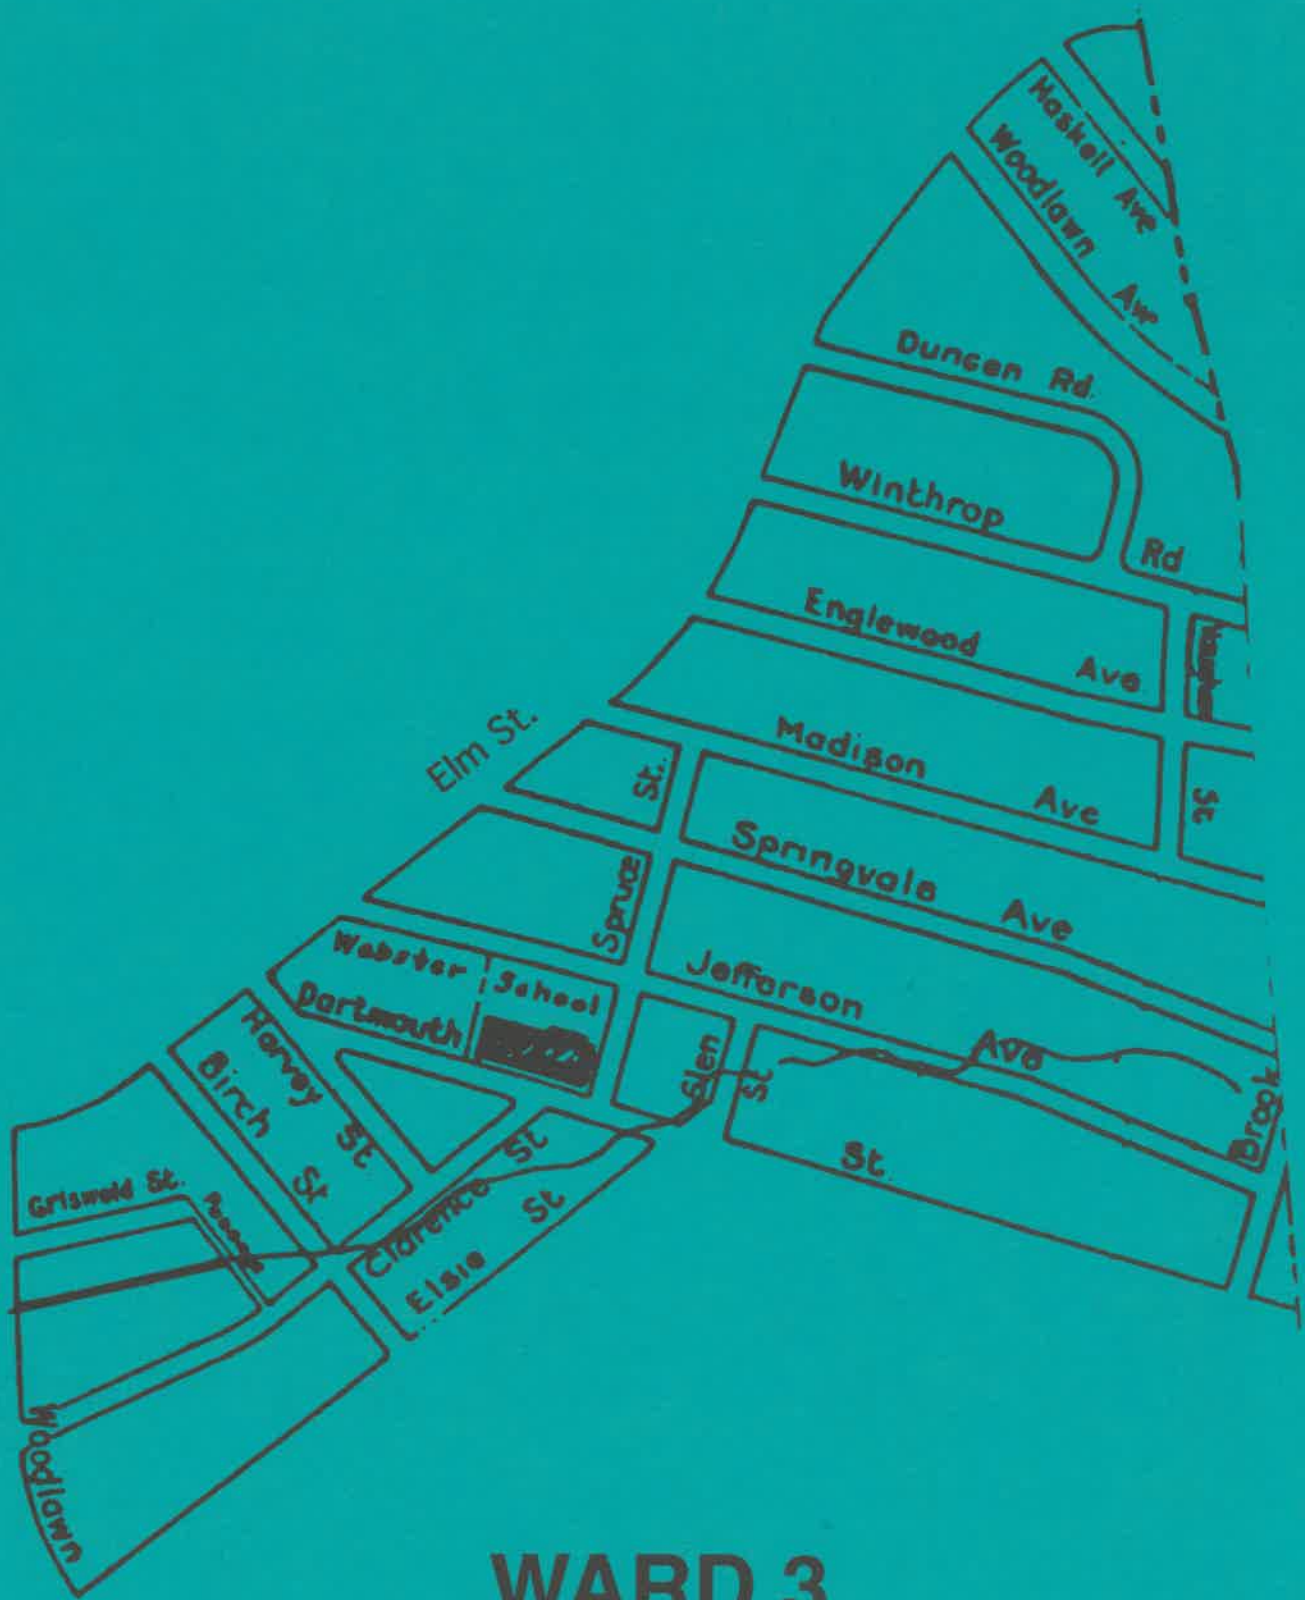 Haskell Ave
Woodlawn Ave
Duncan Rd.
Winthrop
Rd
Englewood
Ave
Elm St.
Madison
Ave
St.
St
Springvale
Ave
Spruce
Webster School
Jefferson
Dartmouth
Ave
Harvey St
Glen
St
Birch St
Brook
St.
Griswold St.
Clarence St
Elsie St
Woodlawn
WARD 3